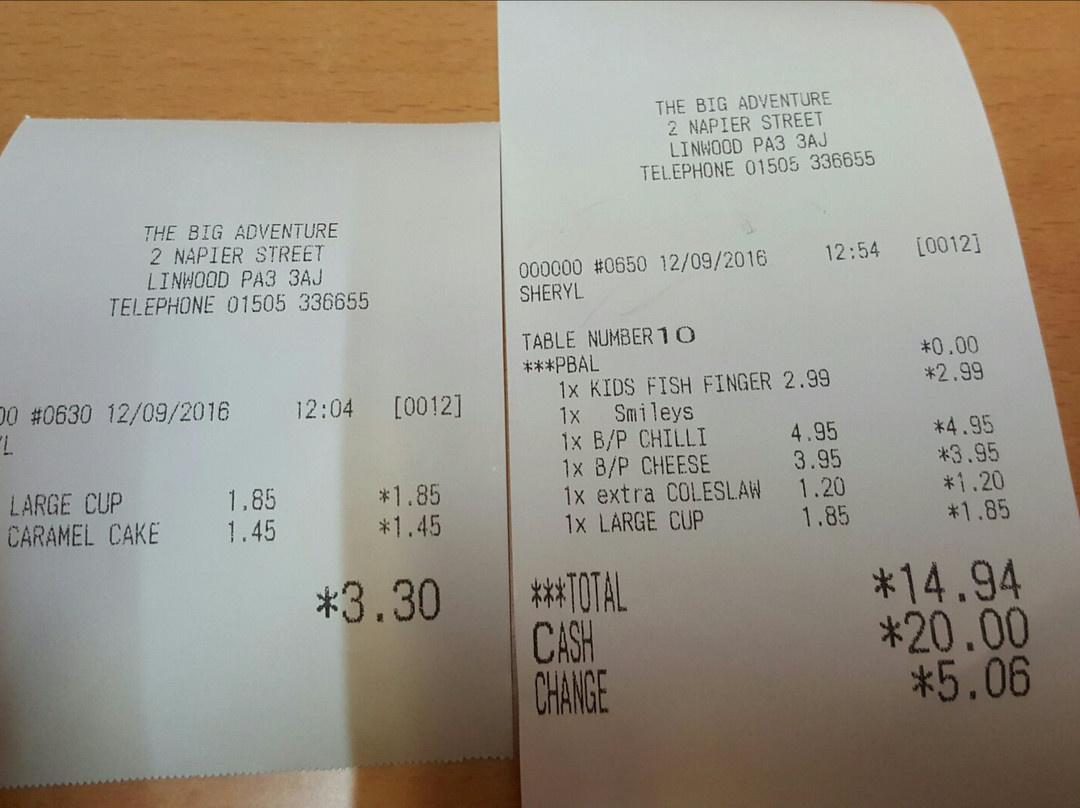 THE BIG ADVENTURE
2 NAPIER STREET
LINWOOD PA3 3AJ
TELEPHONE 01505 336655
00 #0630 12/09/2016 12:04 [0012]
YL
LARGE CUP 1.85 *1.85
CARAMEL CAKE 1.45 *1.45
*3.30
THE BIG ADVENTURE
2 NAPIER STREET
LINWOOD PA3 3AJ
TELEPHONE 01505 336655
000000 #0650 12/09/2016 12:54 [0012]
SHERYL
TABLE NUMBER 10
***PBAL *0.00
1x KIDS FISH FINGER 2.99 *2.99
1x Smileys
1x B/P CHILLI 4.95 *4.95
1x B/P CHEESE 3.95 *3.95
1x extra COLESLAW 1.20 *1.20
1x LARGE CUP 1.85 *1.85
***TOTAL *14.94
CASH *20.00
CHANGE *5.06